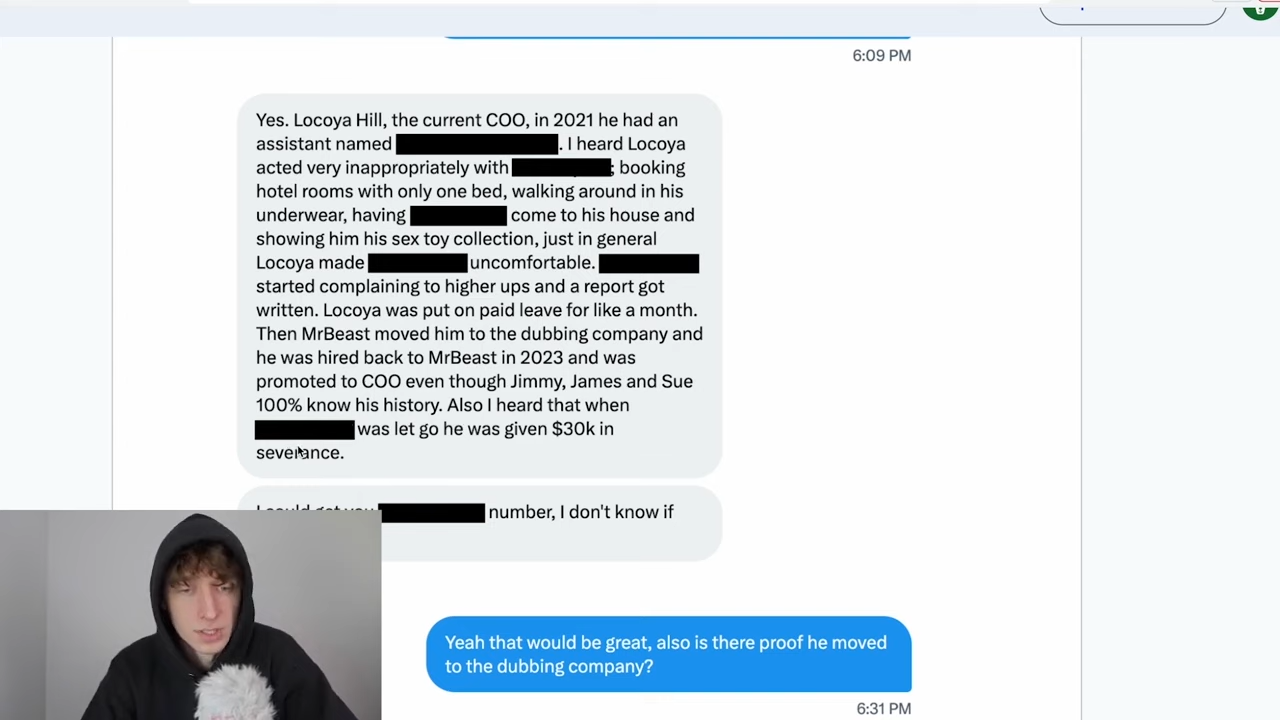 6:09 PM
Yes. Locoya Hill, the current COO, in 2021 he had an
assistant named . I heard Locoya
acted very inappropriately with ; booking
hotel rooms with only one bed, walking around in his
underwear, having come to his house and
showing him his sex toy collection, just in general
Locoya made uncomfortable.
started complaining to higher ups and a report got
written. Locoya was put on paid leave for like a month.
Then MrBeast moved him to the dubbing company and
he was hired back to MrBeast in 2023 and was
promoted to COO even though Jimmy, James and Sue
100% know his history. Also I heard that when
was let go he was given $30k in
severance.
number, I don't know if
Yeah that would be great, also is there proof he moved
to the dubbing company?
6:31 PM